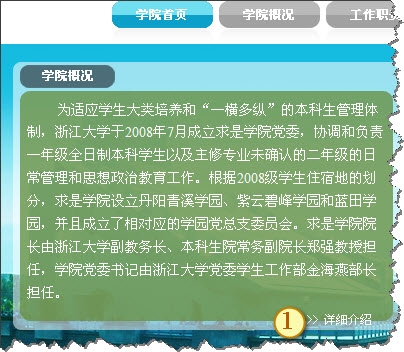 学院首页 学院概况 工作职
学院概况
为适应学生大类培养和“一横多纵”的本科生管理体
制，浙江大学于2008年7月成立求是学院党委，协调和负责
一年级全日制本科学生以及主修专业未确认的二年级的日
常管理和思想政治教育工作。根据2008级学生住宿地的划
分，求是学院设立丹阳青溪学园、紫云碧峰学园和蓝田学
园，并且成立了相对应的学园党总支委员会。求是学院院
长由浙江大学副教务长、本科生院常务副院长郑强教授担
任，学院党委书记由浙江大学党委学生工作部金海燕部长
担任。
1 >> 详细介绍